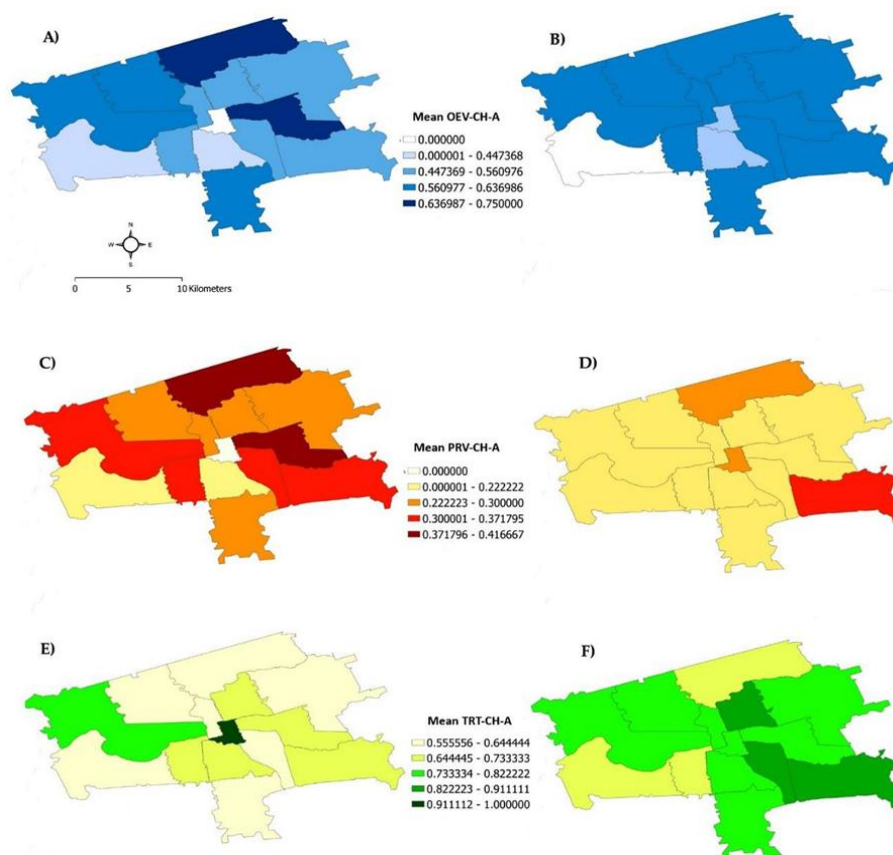 A)
B)
Mean OEV-CH-A
0.000000
0.000001 - 0.447368
0.447369 - 0.560976
0.560977 - 0.636986
0.636987 - 0.750000
N
W E
S
0 5 10 Kilometers
C)
D)
Mean PRV-CH-A
0.000000
0.000001 - 0.222222
0.222223 - 0.300000
0.300001 - 0.371795
0.371796 - 0.416667
E)
F)
Mean TRT-CH-A
0.555556 - 0.644444
0.644445 - 0.733333
0.733334 - 0.822222
0.822223 - 0.911111
0.911112 - 1.000000